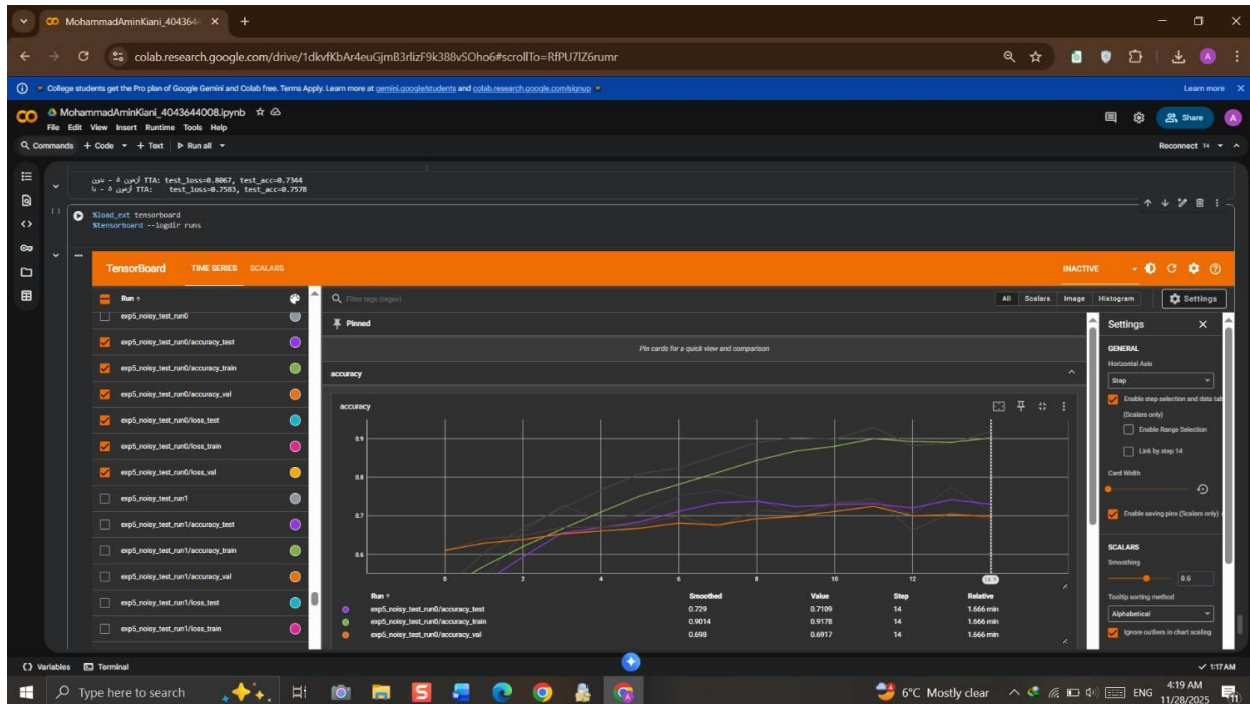 MohammadAminKiani_404364
colab.research.google.com/drive/1dkvfKbAr4euGjmB3rlizF9k388vSOho6#scrollTo=RfPU7lZ6rumr
College students get the Pro plan of Google Gemini and Colab free. Terms Apply. Learn more at gemini.google/students and colab.research.google.com/signup
Learn more
MohammadAminKiani_4043644008.ipynb
File Edit View Insert Runtime Tools Help
Share
A
Commands + Code + Text Run all
Reconnect T4
آزمون ۵ - بدون TTA: test_loss=0.8067, test_acc=0.7344
آزمون ۵ - با TTA: test_loss=0.7583, test_acc=0.7578
[ ]
%load_ext tensorboard
%tensorboard --logdir runs
TensorBoard TIME SERIES SCALARS INACTIVE
Run ↑
exp5_noisy_test_run0
exp5_noisy_test_run0/accuracy_test
exp5_noisy_test_run0/accuracy_train
exp5_noisy_test_run0/accuracy_val
exp5_noisy_test_run0/loss_test
exp5_noisy_test_run0/loss_train
exp5_noisy_test_run0/loss_val
exp5_noisy_test_run1
exp5_noisy_test_run1/accuracy_test
exp5_noisy_test_run1/accuracy_train
exp5_noisy_test_run1/accuracy_val
exp5_noisy_test_run1/loss_test
exp5_noisy_test_run1/loss_train
Filter tags (regex)
All Scalars Image Histogram Settings
Pinned
Pin cards for a quick view and comparison
accuracy
accuracy
0.9
0.8
0.7
0.6
0 2 4 6 8 10 12 14
Run ↑ Smoothed Value Step Relative
exp5_noisy_test_run0/accuracy_test 0.729 0.7109 14 1.666 min
exp5_noisy_test_run0/accuracy_train 0.9014 0.9178 14 1.666 min
exp5_noisy_test_run0/accuracy_val 0.698 0.6917 14 1.666 min
Settings
GENERAL
Horizontal Axis
Step
Enable step selection and data tab
(Scalars only)
Enable Range Selection
Link by step 14
Card Width
Enable saving pins (Scalars only)
SCALARS
Smoothing
0.6
Tooltip sorting method
Alphabetical
Ignore outliers in chart scaling
Variables Terminal
1:17 AM
Type here to search
6°C Mostly clear
ENG
4:19 AM
11/28/2025